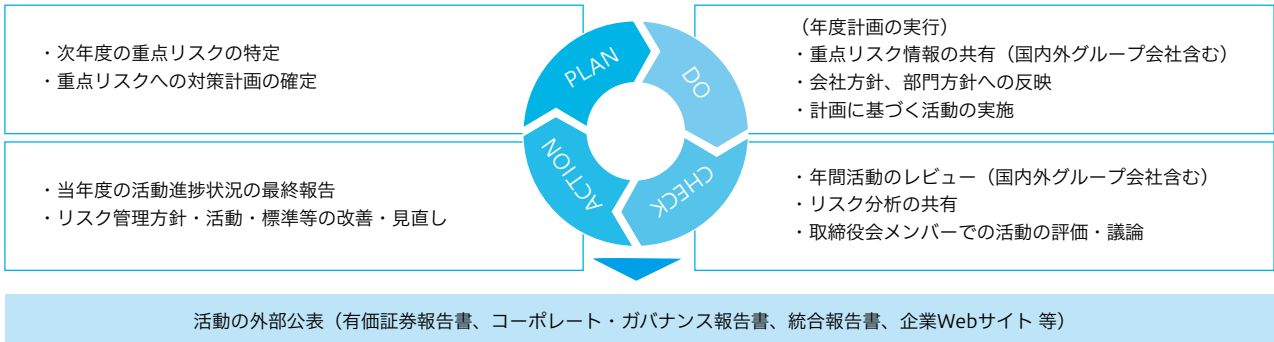 ・次年度の重点リスクの特定
・重点リスクへの対策計画の確定
PLAN
DO
（年度計画の実行）
・重点リスク情報の共有（国内外グループ会社含む）
・会社方針、部門方針への反映
・計画に基づく活動の実施
・当年度の活動進捗状況の最終報告
・リスク管理方針・活動・標準等の改善・見直し
ACTION
CHECK
・年間活動のレビュー（国内外グループ会社含む）
・リスク分析の共有
・取締役会メンバーでの活動の評価・議論
活動の外部公表（有価証券報告書、コーポレート・ガバナンス報告書、統合報告書、企業Webサイト 等）